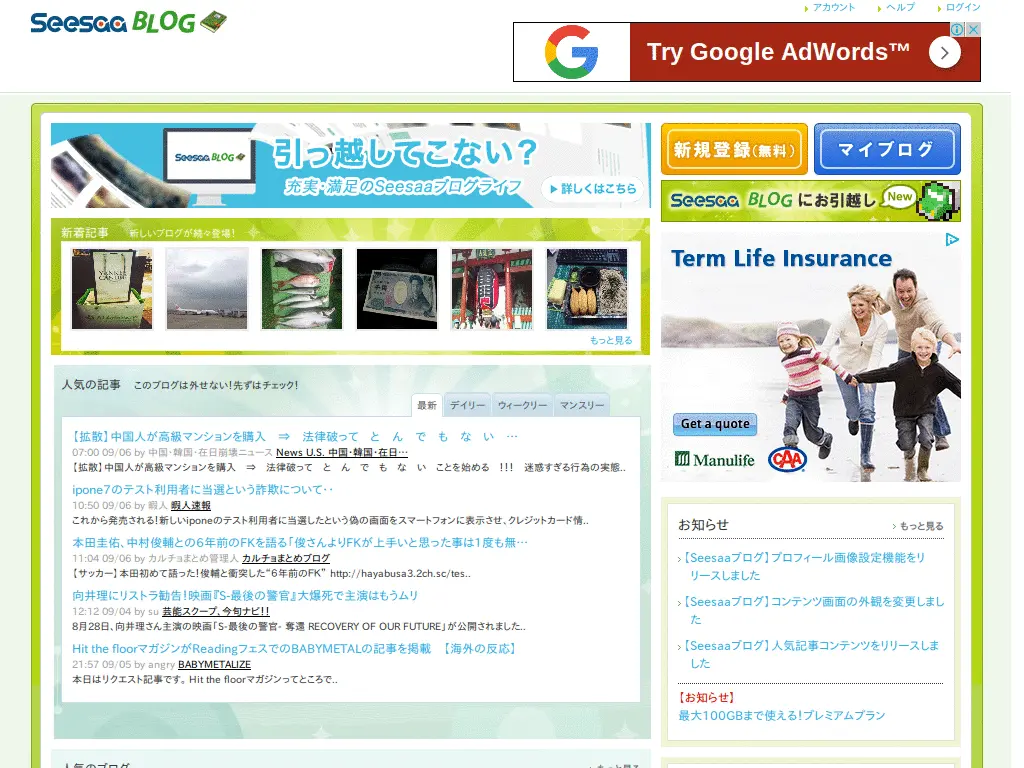 Seesaa BLOG
アカウント
ヘルプ
ログイン
Try Google AdWords™
Seesaa BLOG
引っ越してこない?
充実・満足のSeesaaブログライフ
詳しくはこちら
新規登録(無料)
マイブログ
Seesaa BLOG にお引越し New
新着記事 新しいブログが続々登場!
YANKEE CANDLE
もっと見る
Term Life Insurance
Get a quote
Manulife
CAA
人気の記事 このブログは外せない!先ずはチェック!
最新 デイリー ウィークリー マンスリー
【拡散】中国人が高級マンションを購入 ⇒ 法律破って と ん で も な い …
07:00 09/06 by 中国・韓国・在日崩壊ニュース News U.S. 中国・韓国・在日…
【拡散】中国人が高級マンションを購入 ⇒ 法律破って と ん で も な い ことを始める !!! 迷惑すぎる行為の実態..
ipone7のテスト利用者に当選という詐欺について・・
10:50 09/06 by 暇人 暇人速報
これから発売される!新しいiponeのテスト利用者に当選したという偽の画面をスマートフォンに表示させ、クレジットカード情..
本田圭佑、中村俊輔との6年前のFKを語る「俊さんよりFKが上手いと思った事は1度も無…
11:04 09/06 by カルチョまとめ管理人 カルチョまとめブログ
【サッカー】本田初めて語った!俊輔と衝突した“6年前のFK” http://hayabusa3.2ch.sc/tes..
向井理にリストラ勧告!映画『S-最後の警官』大爆死で主演はもうムリ
12:12 09/04 by su 芸能スクープ、今旬ナビ!!
8月28日、向井理さん主演の映画「S-最後の警官- 奪還 RECOVERY OF OUR FUTURE」が公開されました..
Hit the floorマガジンがReadingフェスでのBABYMETALの記事を掲載 【海外の反応】
21:57 09/05 by angry BABYMETALIZE
本日はリクエスト記事です。 Hit the floorマガジンってところで..
お知らせ
もっと見る
【Seesaaブログ】プロフィール画像設定機能をリ
リースしました
【Seesaaブログ】コンテンツ画面の外観を変更しまし
た
【Seesaaブログ】人気記事コンテンツをリリースしま
した
【お知らせ】
最大100GBまで使える!プレミアムプラン
人気のブログ
もっと見る